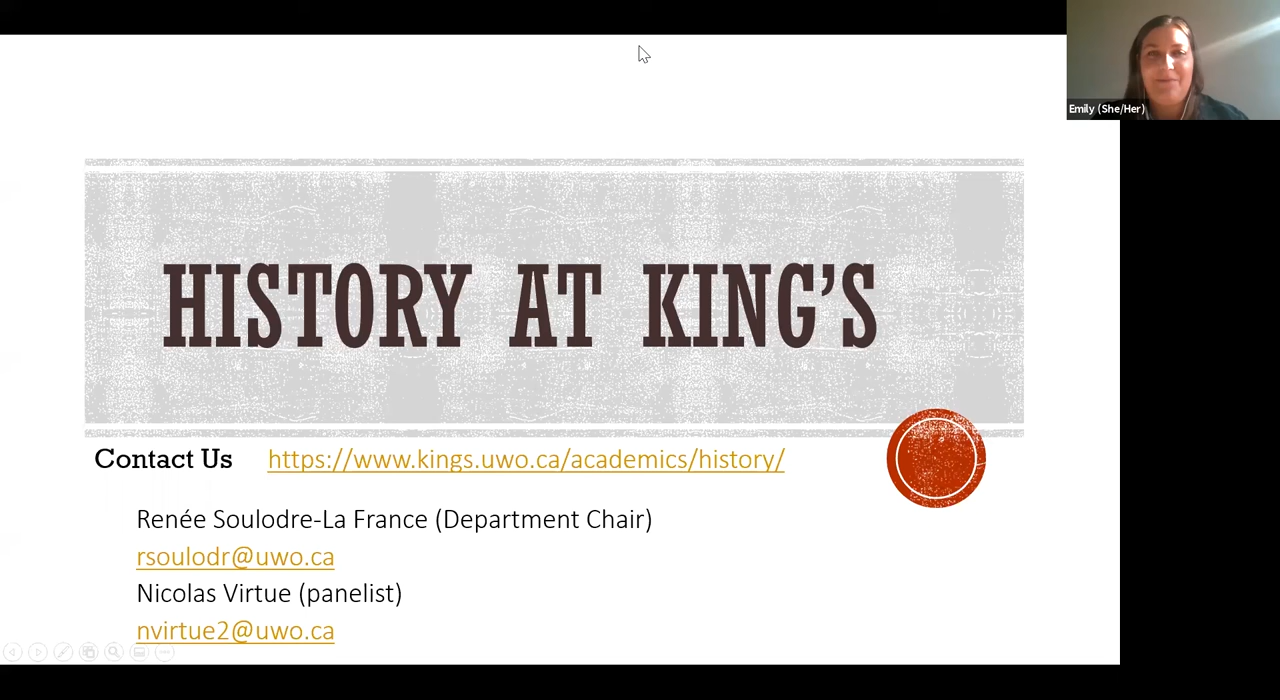 Emily (She/Her)
HISTORY AT KING'S
Contact Us https://www.kings.uwo.ca/academics/history/
Renée Soulodre-La France (Department Chair)
rsoulodr@uwo.ca
Nicolas Virtue (panelist)
nvirtue2@uwo.ca